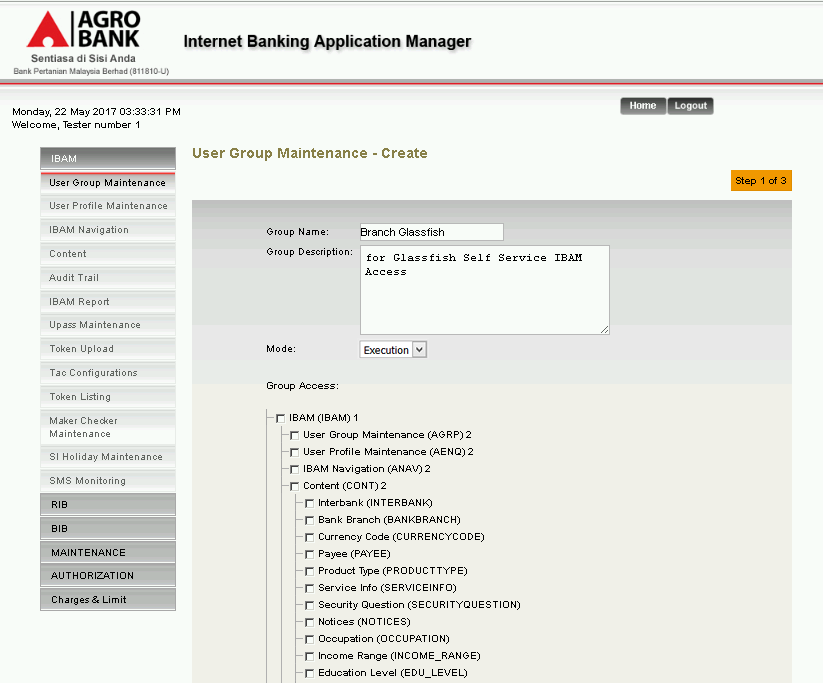 AGRO
BANK
Sentiasa di Sisi Anda
Bank Pertanian Malaysia Berhad (811810-U)
Internet Banking Application Manager
Monday, 22 May 2017 03:33:31 PM
Welcome, Tester number 1
Home
Logout
IBAM
User Group Maintenance
User Profile Maintenance
IBAM Navigation
Content
Audit Trail
IBAM Report
Upass Maintenance
Token Upload
Tac Configurations
Token Listing
Maker Checker
Maintenance
SI Holiday Maintenance
SMS Monitoring
RIB
BIB
MAINTENANCE
AUTHORIZATION
Charges & Limit
User Group Maintenance - Create
Step 1 of 3
Group Name: Branch Glassfish
Group Description: for Glassfish Self Service IBAM
Access
Mode: Execution
Group Access:
IBAM (IBAM) 1
User Group Maintenance (AGRP) 2
User Profile Maintenance (AENQ) 2
IBAM Navigation (ANAV) 2
Content (CONT) 2
Interbank (INTERBANK)
Bank Branch (BANKBRANCH)
Currency Code (CURRENCYCODE)
Payee (PAYEE)
Product Type (PRODUCTTYPE)
Service Info (SERVICEINFO)
Security Question (SECURITYQUESTION)
Notices (NOTICES)
Occupation (OCCUPATION)
Income Range (INCOME_RANGE)
Education Level (EDU_LEVEL)